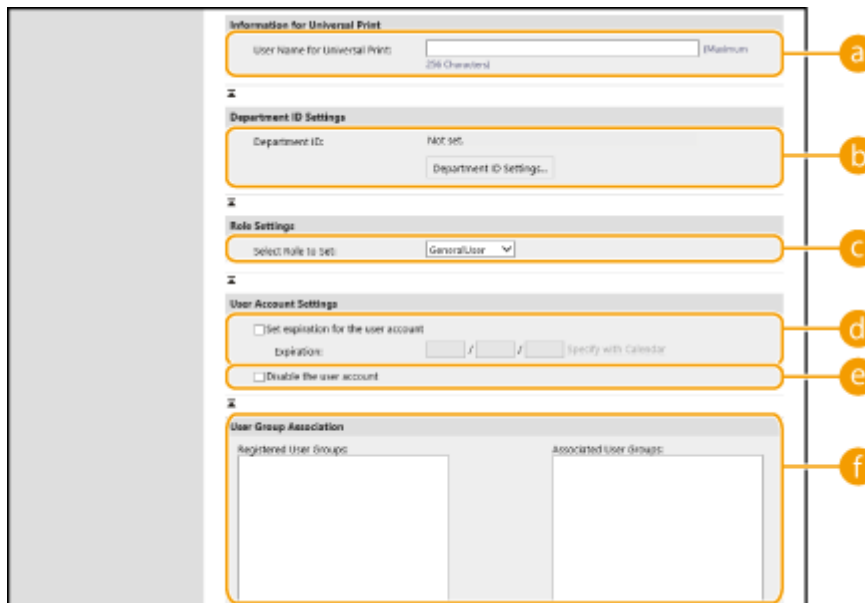 Information for Universal Print
a
User Name for Universal Print: (Maximum
256 Characters)
Department ID Settings
Department ID: Not set.
b
Department ID Settings...
Role Settings
Select Role to Set: GeneralUser
c
User Account Settings
Set expiration for the user account
d
Expiration: / / Specify with Calendar
Disable the user account
e
User Group Association
Registered User Groups: Associated User Groups:
f